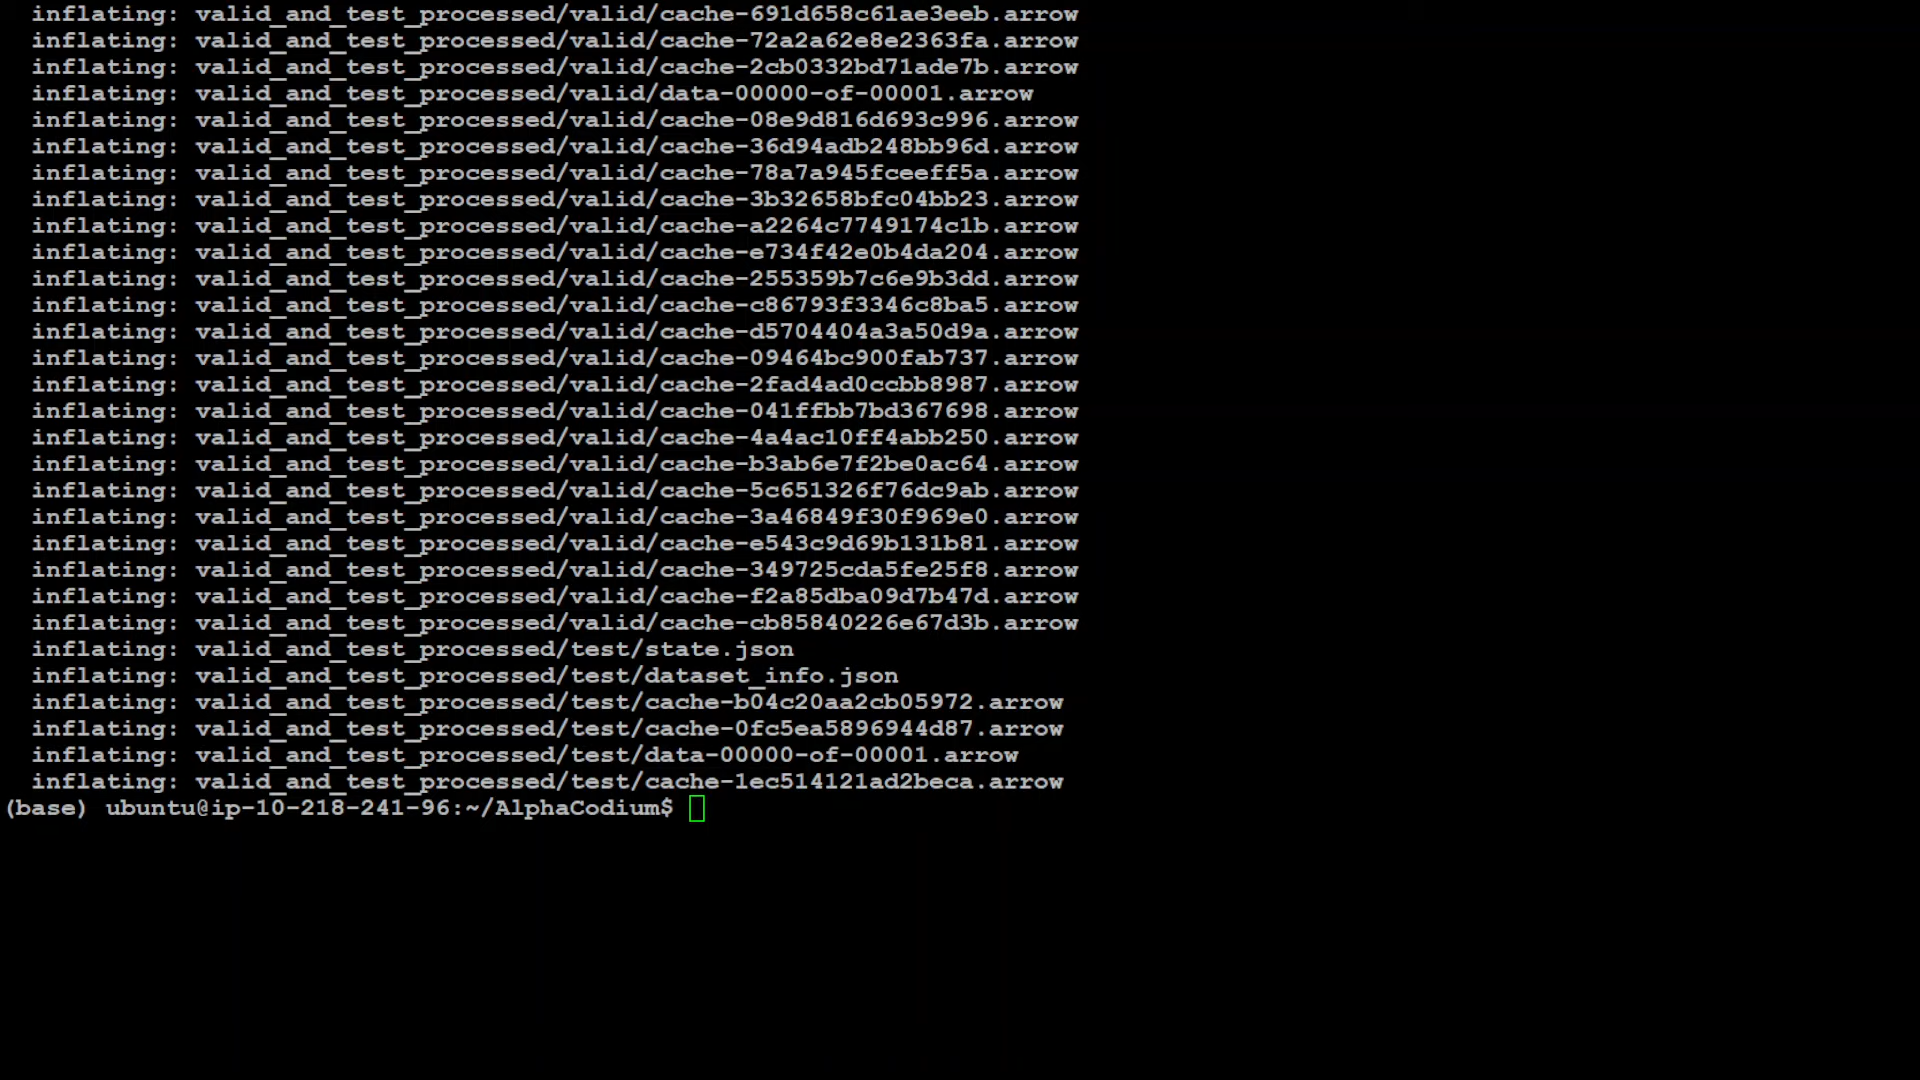 inflating: valid_and_test_processed/valid/cache-691d658c61ae3eeb.arrow
inflating: valid_and_test_processed/valid/cache-72a2a62e8e2363fa.arrow
inflating: valid_and_test_processed/valid/cache-2cb0332bd71ade7b.arrow
inflating: valid_and_test_processed/valid/data-00000-of-00001.arrow
inflating: valid_and_test_processed/valid/cache-08e9d816d693c996.arrow
inflating: valid_and_test_processed/valid/cache-36d94adb248bb96d.arrow
inflating: valid_and_test_processed/valid/cache-78a7a945fceeff5a.arrow
inflating: valid_and_test_processed/valid/cache-3b32658bfc04bb23.arrow
inflating: valid_and_test_processed/valid/cache-a2264c7749174c1b.arrow
inflating: valid_and_test_processed/valid/cache-e734f42e0b4da204.arrow
inflating: valid_and_test_processed/valid/cache-255359b7c6e9b3dd.arrow
inflating: valid_and_test_processed/valid/cache-c86793f3346c8ba5.arrow
inflating: valid_and_test_processed/valid/cache-d5704404a3a50d9a.arrow
inflating: valid_and_test_processed/valid/cache-09464bc900fab737.arrow
inflating: valid_and_test_processed/valid/cache-2fad4ad0ccbb8987.arrow
inflating: valid_and_test_processed/valid/cache-041ffbb7bd367698.arrow
inflating: valid_and_test_processed/valid/cache-4a4ac10ff4abb250.arrow
inflating: valid_and_test_processed/valid/cache-b3ab6e7f2be0ac64.arrow
inflating: valid_and_test_processed/valid/cache-5c651326f76dc9ab.arrow
inflating: valid_and_test_processed/valid/cache-3a46849f30f969e0.arrow
inflating: valid_and_test_processed/valid/cache-e543c9d69b131b81.arrow
inflating: valid_and_test_processed/valid/cache-349725cda5fe25f8.arrow
inflating: valid_and_test_processed/valid/cache-f2a85dba09d7b47d.arrow
inflating: valid_and_test_processed/valid/cache-cb85840226e67d3b.arrow
inflating: valid_and_test_processed/test/state.json
inflating: valid_and_test_processed/test/dataset_info.json
inflating: valid_and_test_processed/test/cache-b04c20aa2cb05972.arrow
inflating: valid_and_test_processed/test/cache-0fc5ea5896944d87.arrow
inflating: valid_and_test_processed/test/data-00000-of-00001.arrow
inflating: valid_and_test_processed/test/cache-1ec514121ad2beca.arrow
(base) ubuntu@ip-10-218-241-96:~/AlphaCodium$